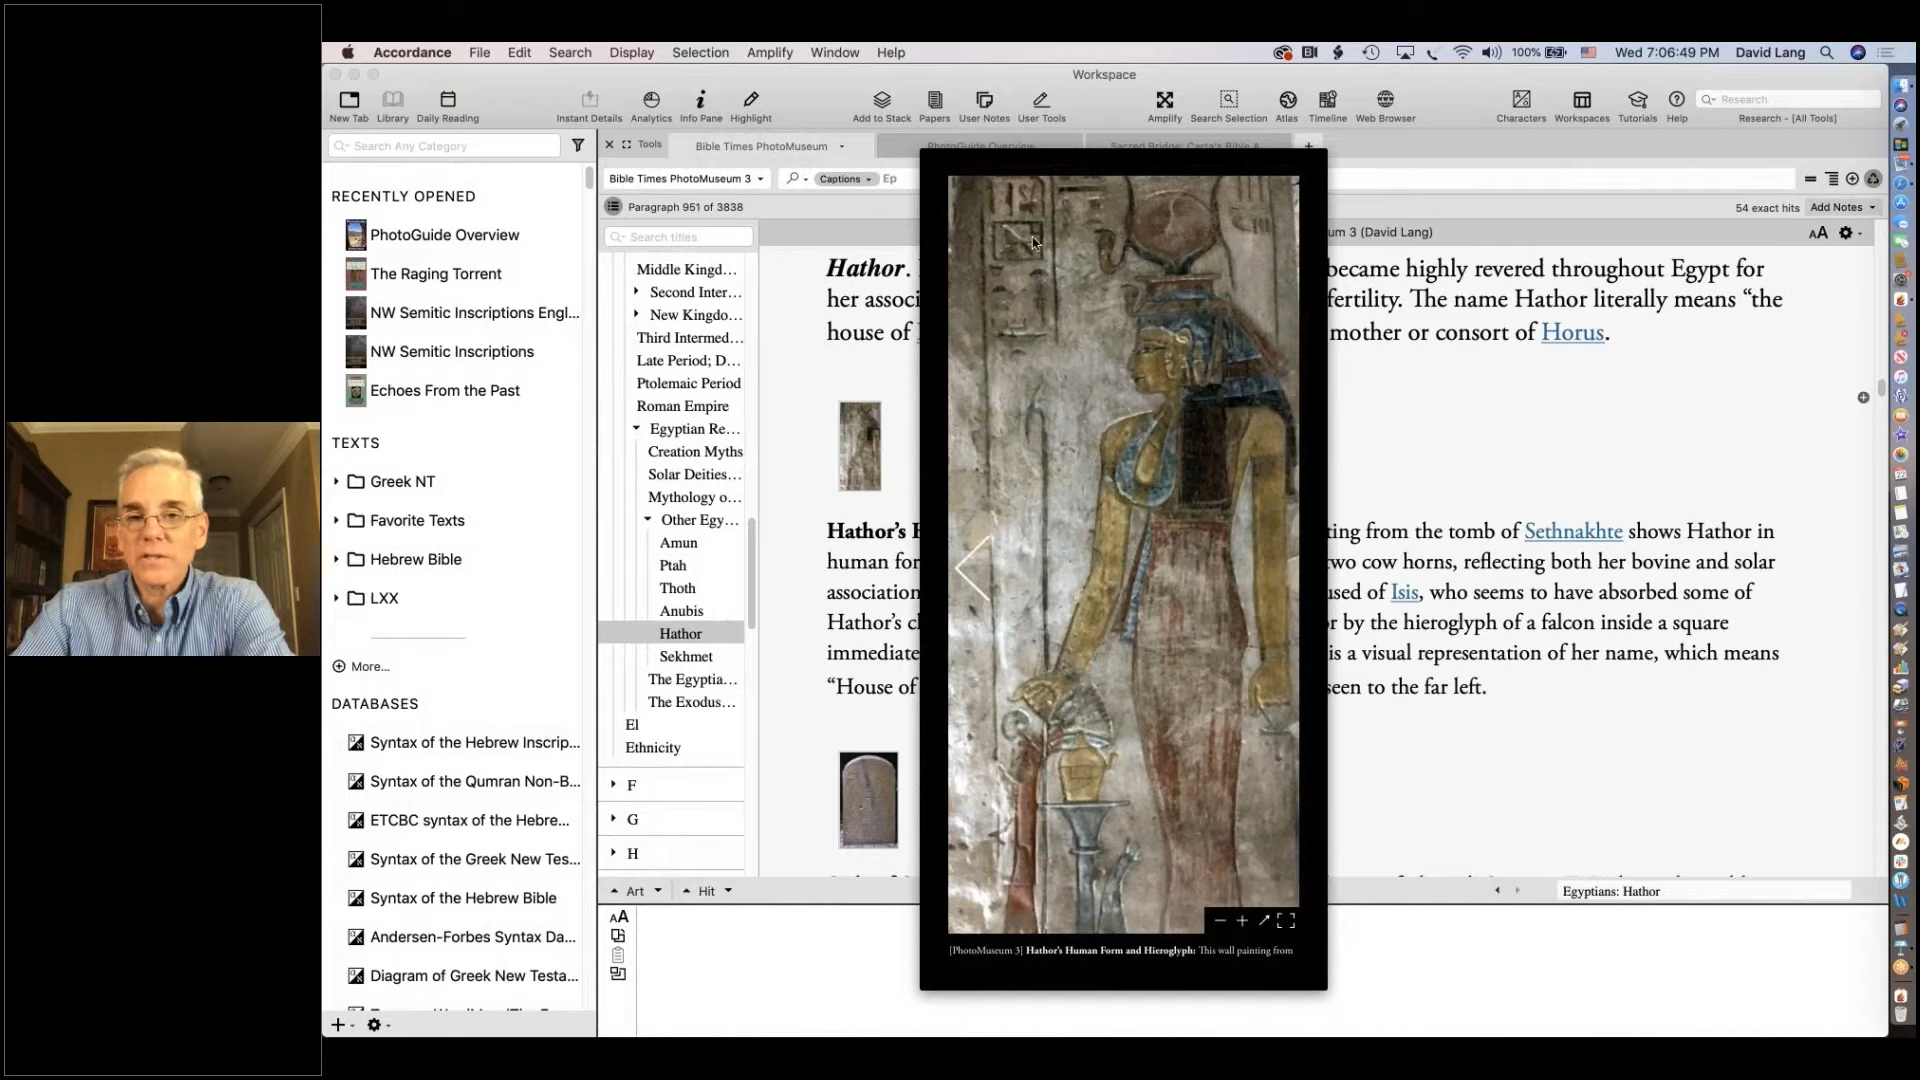 Accordance File Edit Search Display Selection Amplify Window Help 100% Wed 7:06:49 PM David Lang
Workspace
New Tab Library Daily Reading Instant Details Analytics Info Pane Highlight Add to Stack Papers User Notes User Tools Amplify Search Selection Atlas Timeline Web Browser Characters Workspaces Tutorials Help Research - [All Tools]
Research
Search Any Category
Tools Bible Times PhotoMuseum PhotoGuide Overview Sacred Bridge: Carta's Bible A
Bible Times PhotoMuseum 3 Captions Ep
Paragraph 951 of 3838 54 exact hits Add Notes
Search titles
um 3 (David Lang) AA
RECENTLY OPENED
PhotoGuide Overview
The Raging Torrent
NW Semitic Inscriptions Engl...
NW Semitic Inscriptions
Echoes From the Past
TEXTS
Greek NT
Favorite Texts
Hebrew Bible
LXX
More...
DATABASES
Syntax of the Hebrew Inscrip...
Syntax of the Qumran Non-B...
ETCBC syntax of the Hebre...
Syntax of the Greek New Tes...
Syntax of the Hebrew Bible
Andersen-Forbes Syntax Da...
Diagram of Greek New Testa...
Middle Kingd...
Second Inter...
New Kingdo...
Third Intermed...
Late Period; D...
Ptolemaic Period
Roman Empire
Egyptian Re...
Creation Myths
Solar Deities...
Mythology o...
Other Egy...
Amun
Ptah
Thoth
Anubis
Hathor
Sekhmet
The Egyptia...
The Exodus...
El
Ethnicity
F
G
H
Hathor. became highly revered throughout Egypt for
her assoc fertility. The name Hathor literally means “the
house of mother or consort of Horus.
Hathor’s ting from the tomb of Sethnakhte shows Hathor in
human for two cow horns, reflecting both her bovine and solar
association used of Isis, who seems to have absorbed some of
Hathor’s c r by the hieroglyph of a falcon inside a square
immediate is a visual representation of her name, which means
“House of seen to the far left.
[PhotoMuseum 3] Hathor’s Human Form and Hieroglyph: This wall painting from
Art Hit Egyptians: Hathor
AA